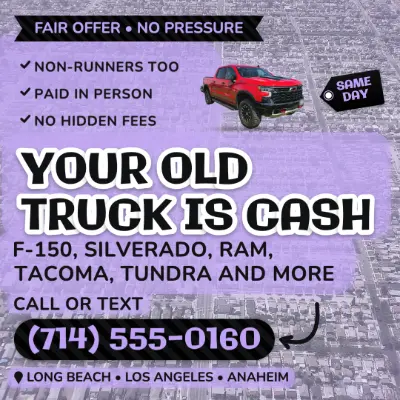 FAIR OFFER • NO PRESSURE
NON-RUNNERS TOO
PAID IN PERSON
NO HIDDEN FEES
SAME
DAY
YOUR OLD
TRUCK IS CASH
F-150, SILVERADO, RAM,
TACOMA, TUNDRA AND MORE
CALL OR TEXT
(714) 555-0160
LONG BEACH • LOS ANGELES • ANAHEIM